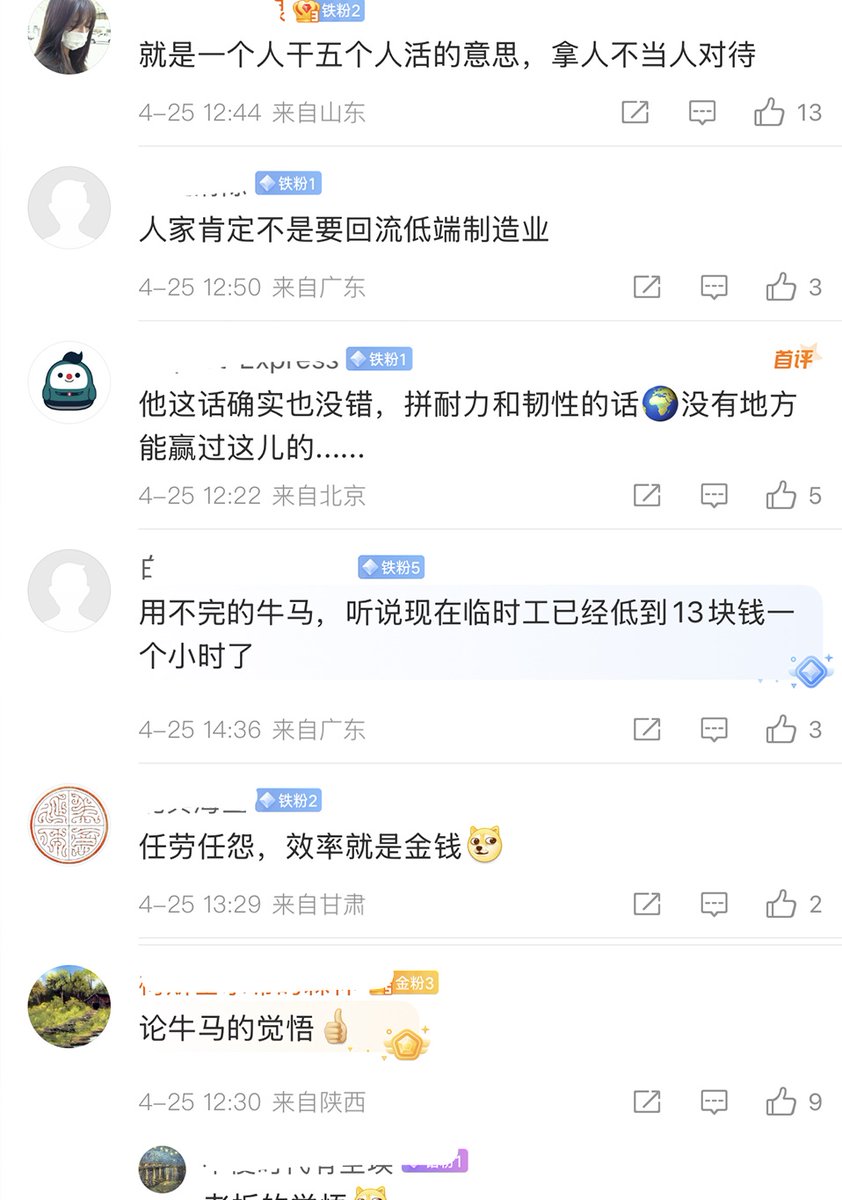 铁粉2
就是一个人干五个人活的意思，拿人不当人对待
4-25 12:44 来自山东
13
铁粉1
人家肯定不是要回流低端制造业
4-25 12:50 来自广东
3
Express 铁粉1
首评
他这话确实也没错，拼耐力和韧性的话🌍没有地方
能赢过这儿的......
4-25 12:22 来自北京
5
铁粉5
用不完的牛马，听说现在临时工已经低到13块钱一
个小时了
4-25 14:36 来自广东
3
铁粉2
任劳任怨，效率就是金钱
4-25 13:29 来自甘肃
2
金粉3
论牛马的觉悟👍
4-25 12:30 来自陕西
9
老板的觉悟